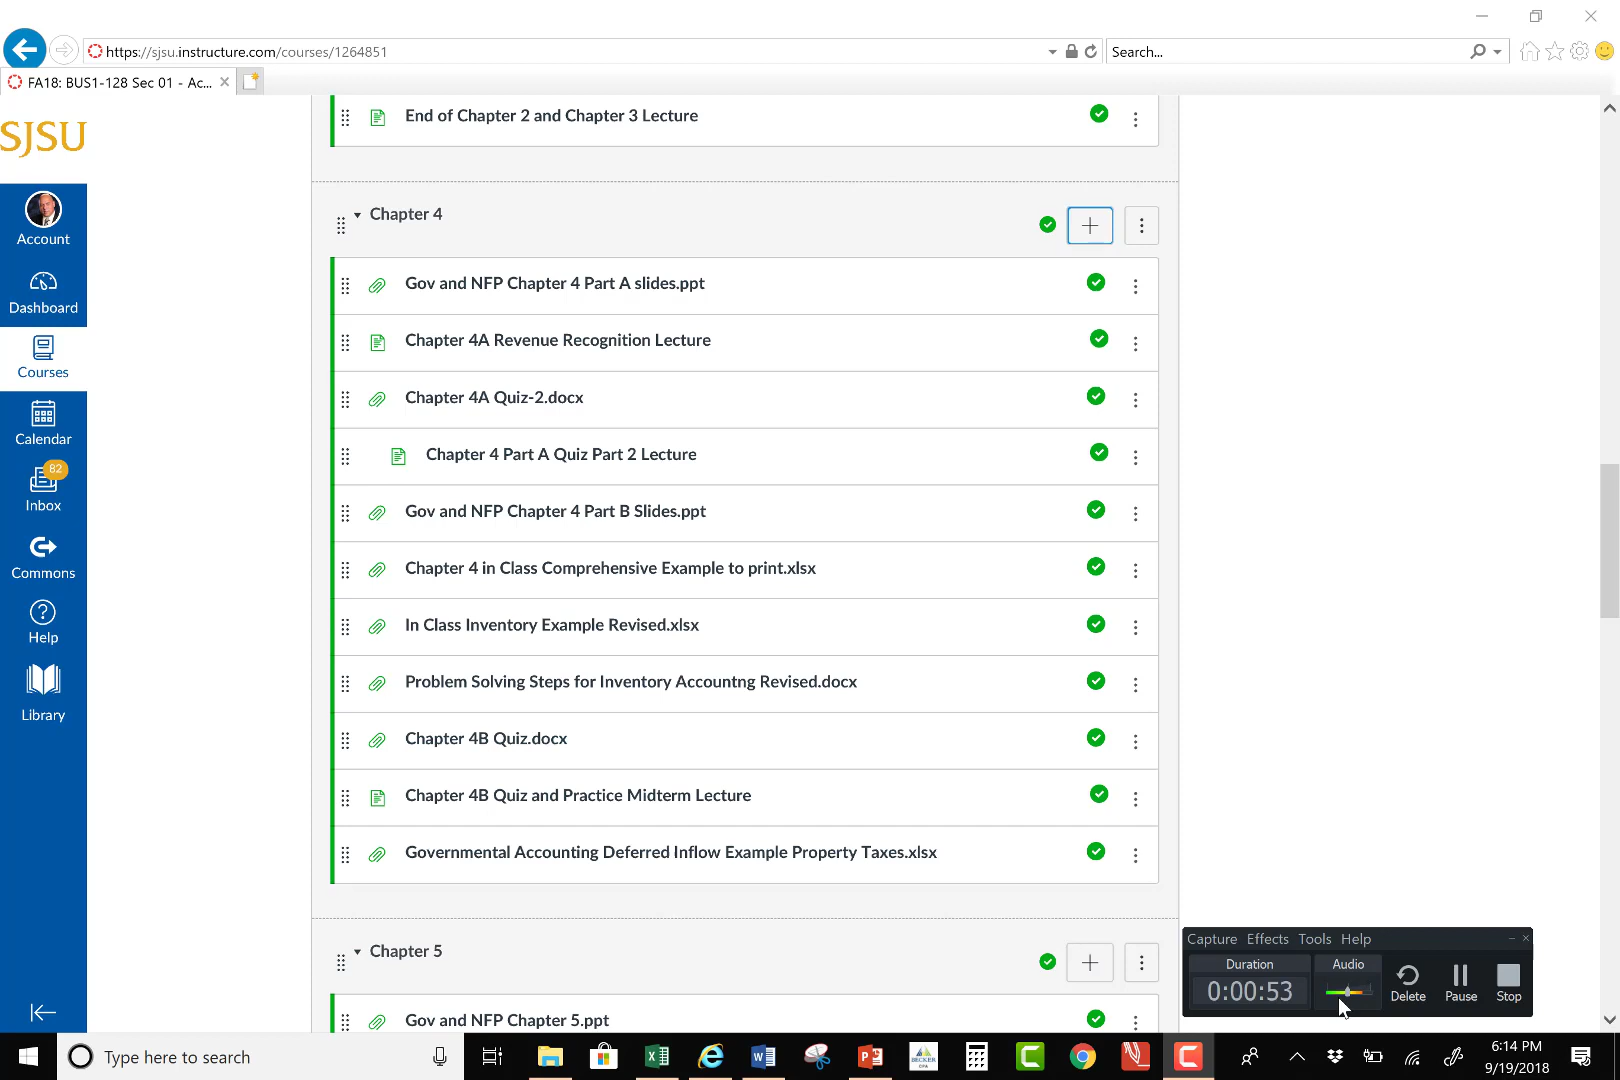 https://sjsu.instructure.com/courses/1264851
Search...
FA18: BUS1-128 Sec 01 - Ac...
SJSU
Account
Dashboard
Courses
Calendar
82
Inbox
Commons
Help
Library
End of Chapter 2 and Chapter 3 Lecture
Chapter 4
Gov and NFP Chapter 4 Part A slides.ppt
Chapter 4A Revenue Recognition Lecture
Chapter 4A Quiz-2.docx
Chapter 4 Part A Quiz Part 2 Lecture
Gov and NFP Chapter 4 Part B Slides.ppt
Chapter 4 in Class Comprehensive Example to print.xlsx
In Class Inventory Example Revised.xlsx
Problem Solving Steps for Inventory Accountng Revised.docx
Chapter 4B Quiz.docx
Chapter 4B Quiz and Practice Midterm Lecture
Governmental Accounting Deferred Inflow Example Property Taxes.xlsx
Chapter 5
Gov and NFP Chapter 5.ppt
Capture Effects Tools Help
Duration Audio
0:00:53
Delete Pause Stop
Type here to search
BECKER
CPA
6:14 PM
9/19/2018